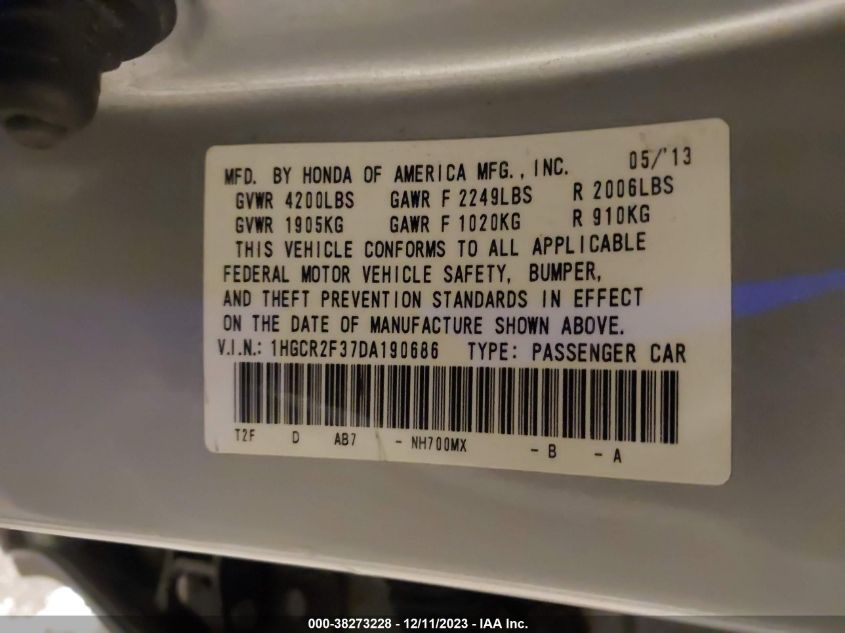 MFD. BY HONDA OF AMERICA MFG., INC. 05/'13
GVWR 4200LBS GAWR F 2249LBS R 2006LBS
GVWR 1905KG GAWR F 1020KG R 910KG
THIS VEHICLE CONFORMS TO ALL APPLICABLE
FEDERAL MOTOR VEHICLE SAFETY, BUMPER,
AND THEFT PREVENTION STANDARDS IN EFFECT
ON THE DATE OF MANUFACTURE SHOWN ABOVE.
V.I.N.: 1HGCR2F37DA190686 TYPE: PASSENGER CAR
T2F D AB7 - NH700MX - B - A
000-38273228 - 12/11/2023 - IAA Inc.